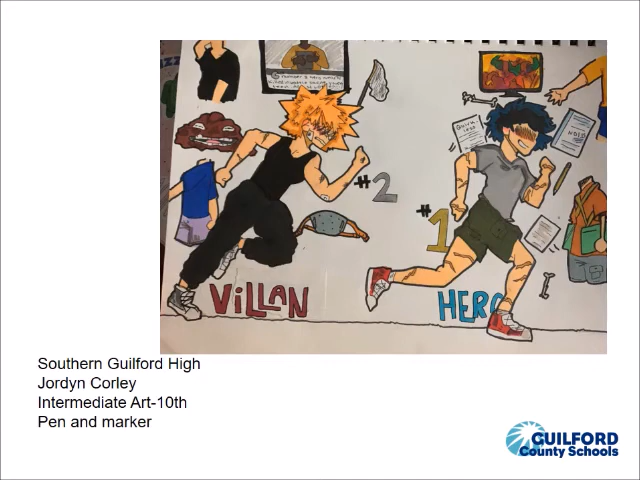 #2
#1
VILLAN
HERO
Southern Guilford High
Jordyn Corley
Intermediate Art-10th
Pen and marker
GUILFORD
County Schools